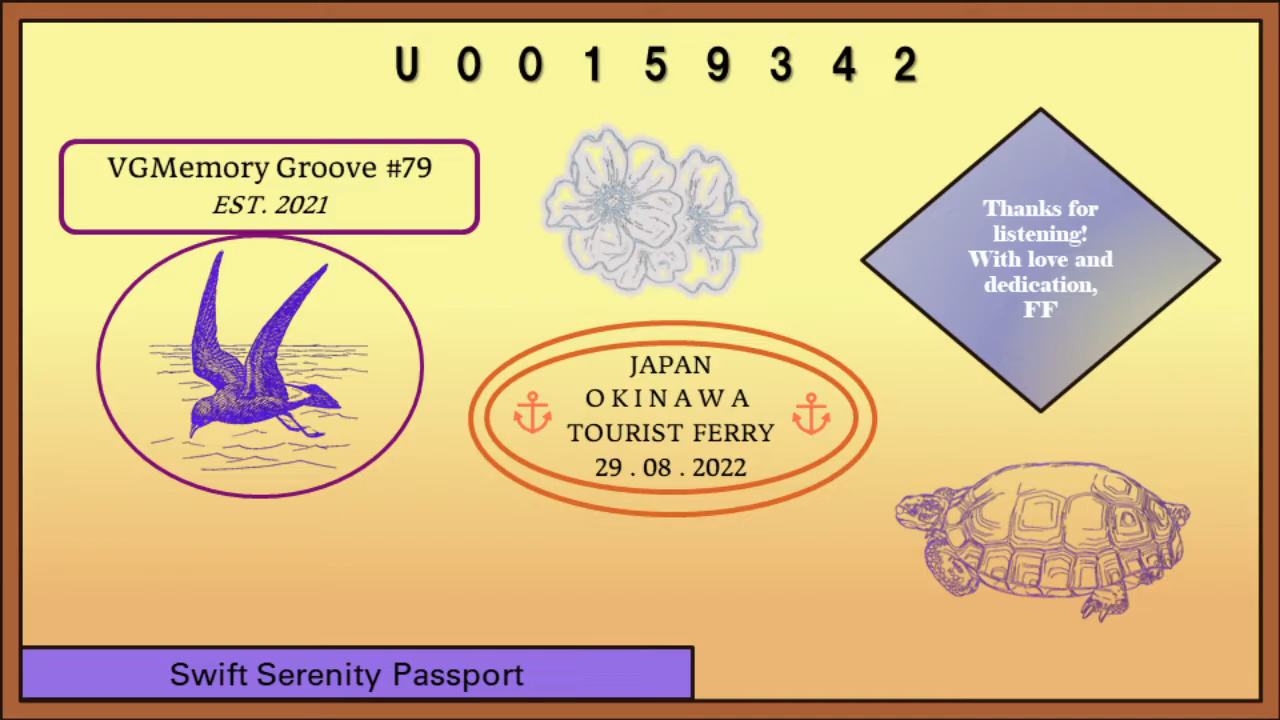 U 0 0 1 5 9 3 4 2
VGMemory Groove #79
EST. 2021
Thanks for
listening!
With love and
dedication,
FF
JAPAN
OKINAWA
TOURIST FERRY
29 . 08 . 2022
Swift Serenity Passport